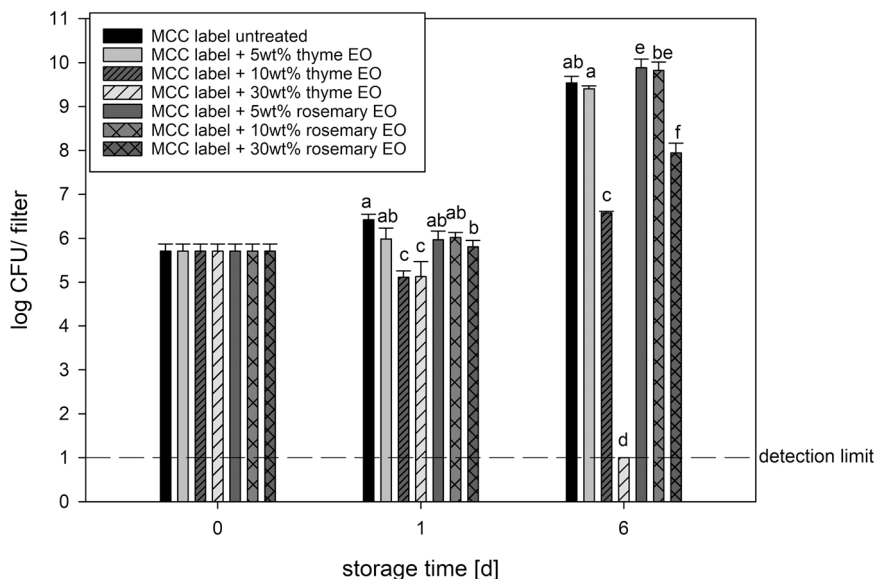 11
10
9
8
7
6
5
4
3
2
1
0
log CFU/ filter
MCC label untreated
MCC label + 5wt% thyme EO
MCC label + 10wt% thyme EO
MCC label + 30wt% thyme EO
MCC label + 5wt% rosemary EO
MCC label + 10wt% rosemary EO
MCC label + 30wt% rosemary EO
a ab c c ab ab b
ab a c d e be f
detection limit
0 1 6
storage time [d]